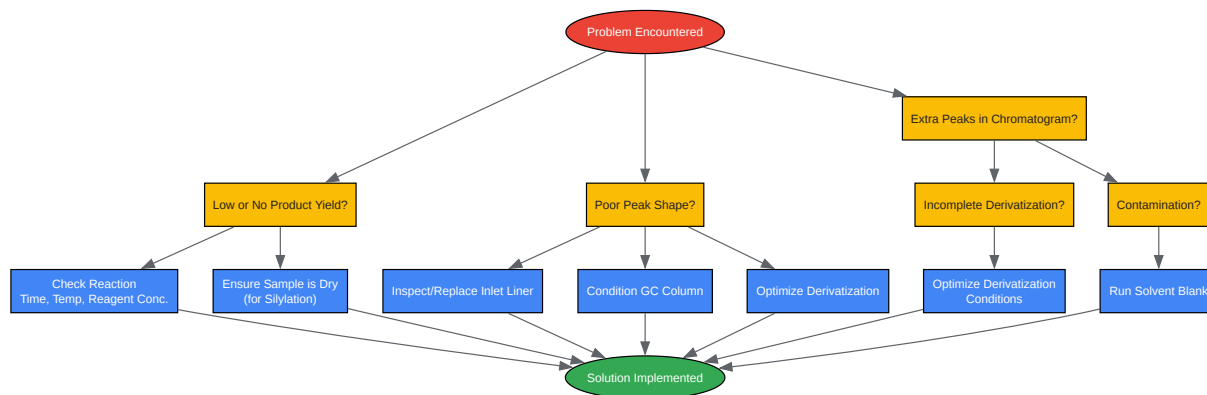 Problem Encountered
Extra Peaks in Chromatogram?
Low or No Product Yield?
Poor Peak Shape?
Incomplete Derivatization?
Contamination?
Check Reaction
Time, Temp, Reagent Conc.
Ensure Sample is Dry
(for Silylation)
Inspect/Replace Inlet Liner
Condition GC Column
Optimize Derivatization
Optimize Derivatization
Conditions
Run Solvent Blank
Solution Implemented